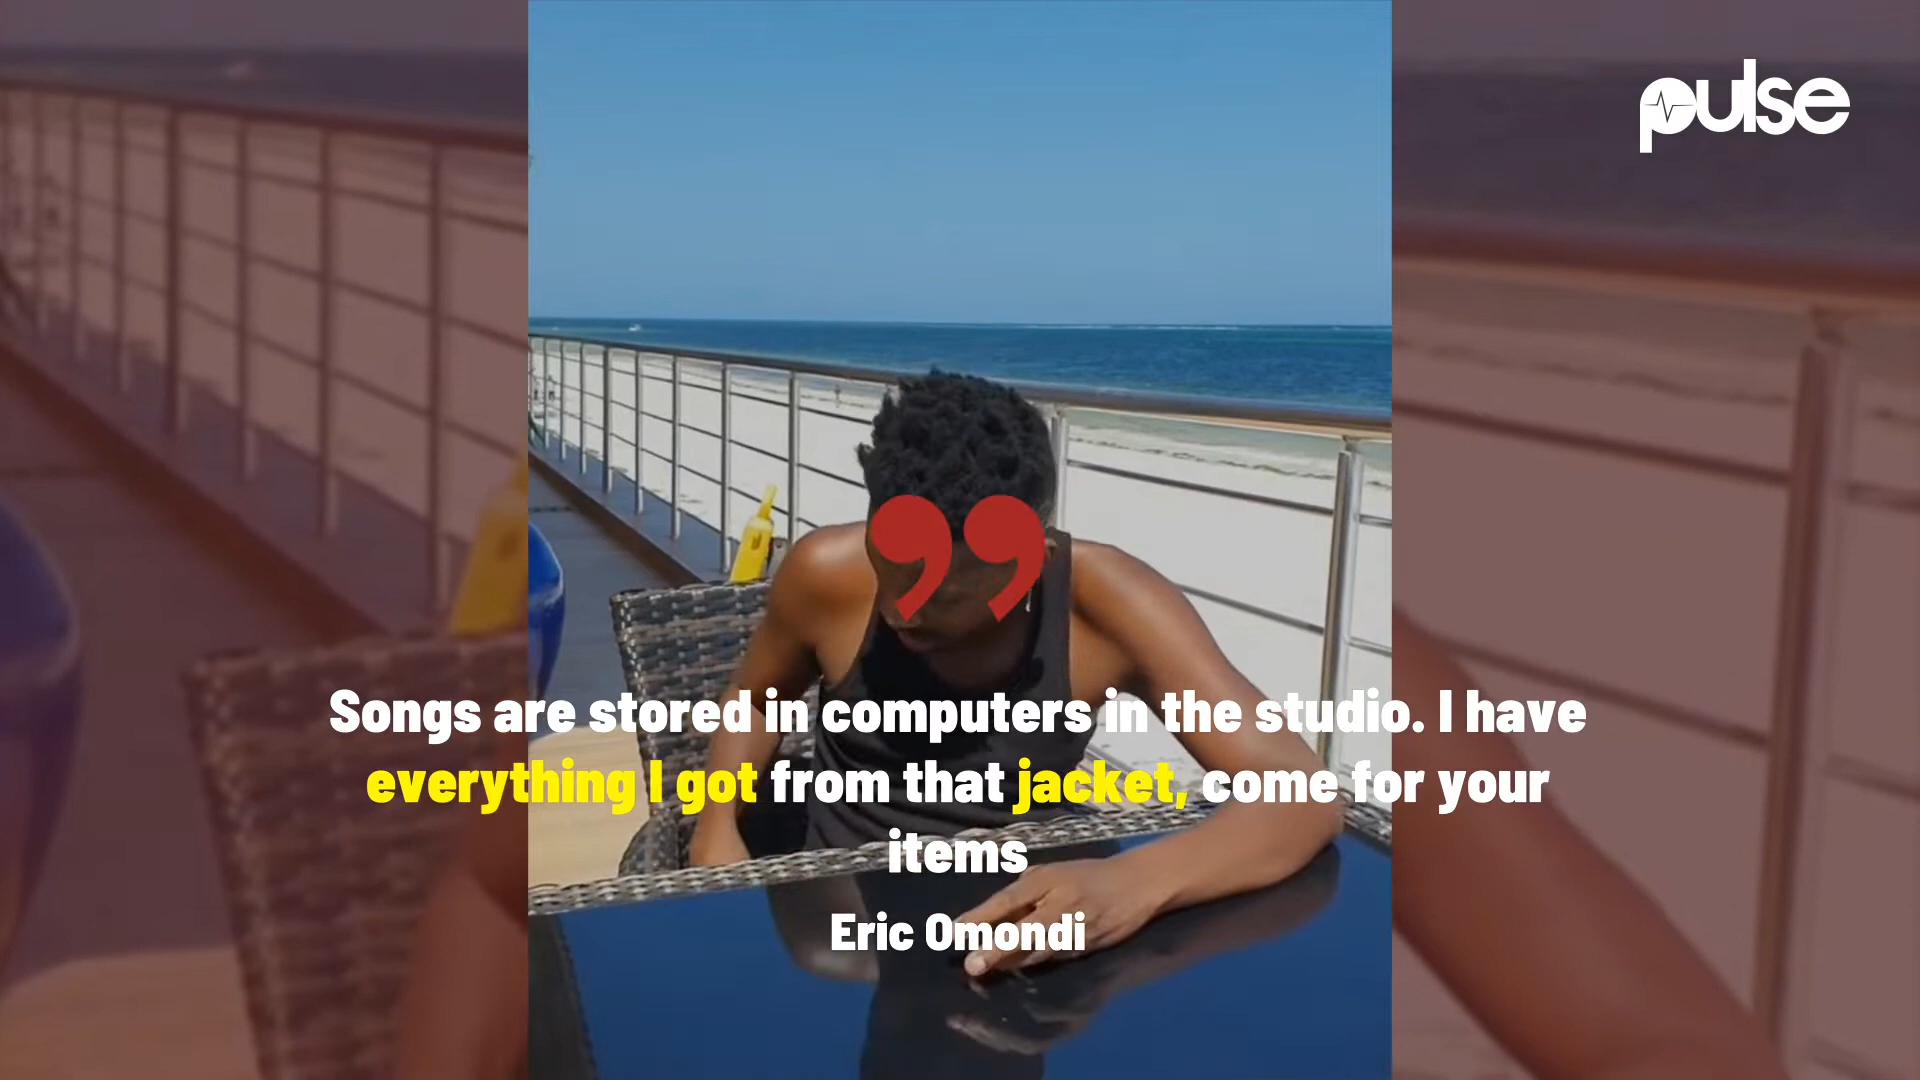 pulse
”
Songs are stored in computers in the studio. I have
everything I got from that jacket, come for your
items
Eric Omondi